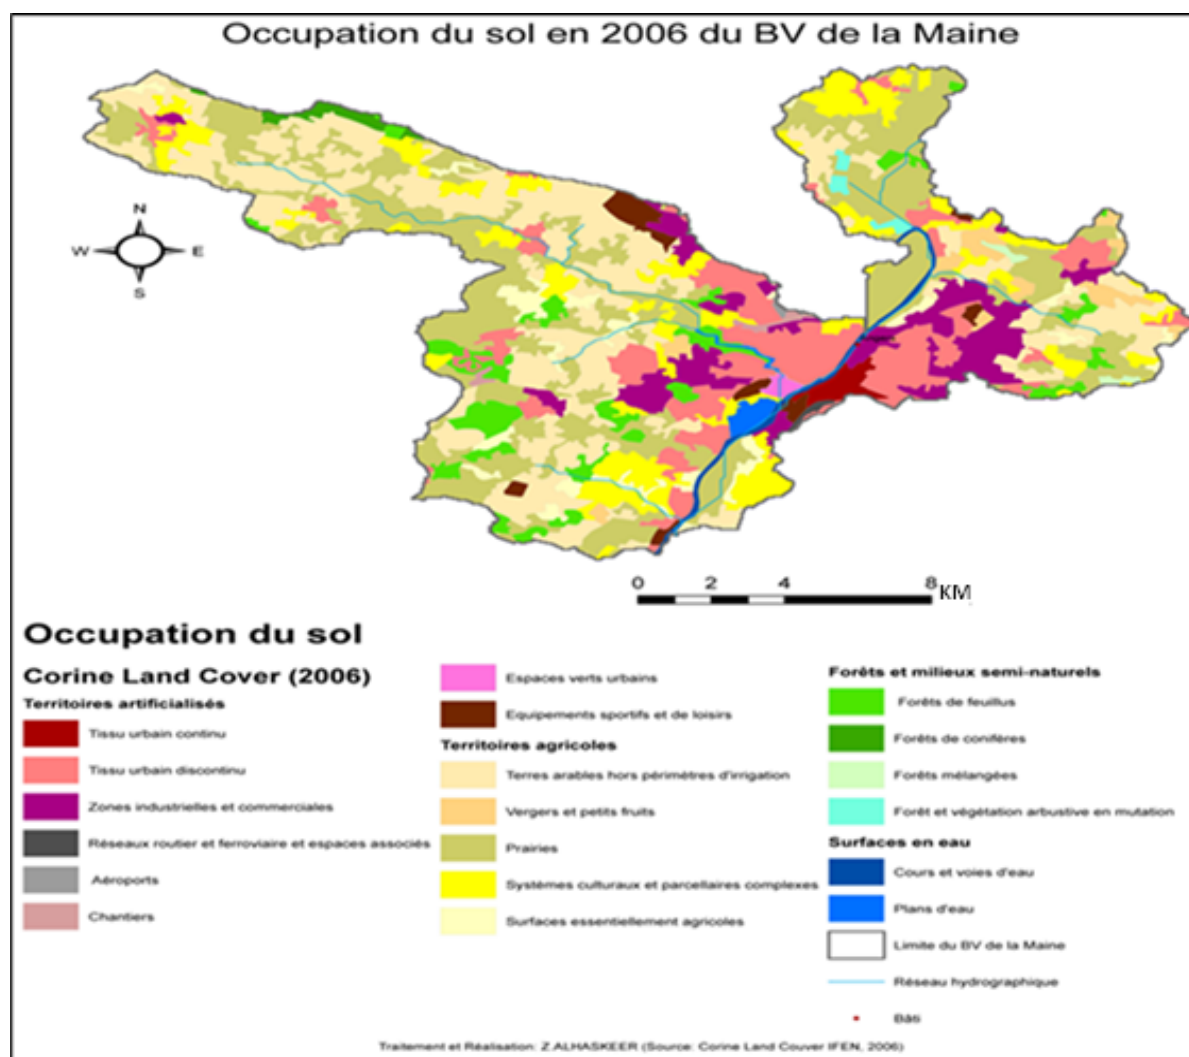 Occupation du sol en 2006 du BV de la Maine
N
W E
S
0 2 4 8 KM
Occupation du sol
Corine Land Cover (2006)
Territoires artificialisés
Tissu urbain continu
Tissu urbain discontinu
Zones industrielles et commerciales
Réseaux routier et ferroviaire et espaces associés
Aéroports
Chantiers
Espaces verts urbains
Equipements sportifs et de loisirs
Territoires agricoles
Terres arables hors périmètres d'irrigation
Vergers et petits fruits
Prairies
Systèmes culturaux et parcellaires complexes
Surfaces essentiellement agricoles
Forêts et milieux semi-naturels
Forêts de feuillus
Forêts de conifères
Forêts mélangées
Forêt et végétation arbustive en mutation
Surfaces en eau
Cours et voies d'eau
Plans d'eau
Limite du BV de la Maine
Réseau hydrographique
Bâti
Traitement et Réalisation: Z.ALHASKEER (Source: Corine Land Couver IFEN, 2006)